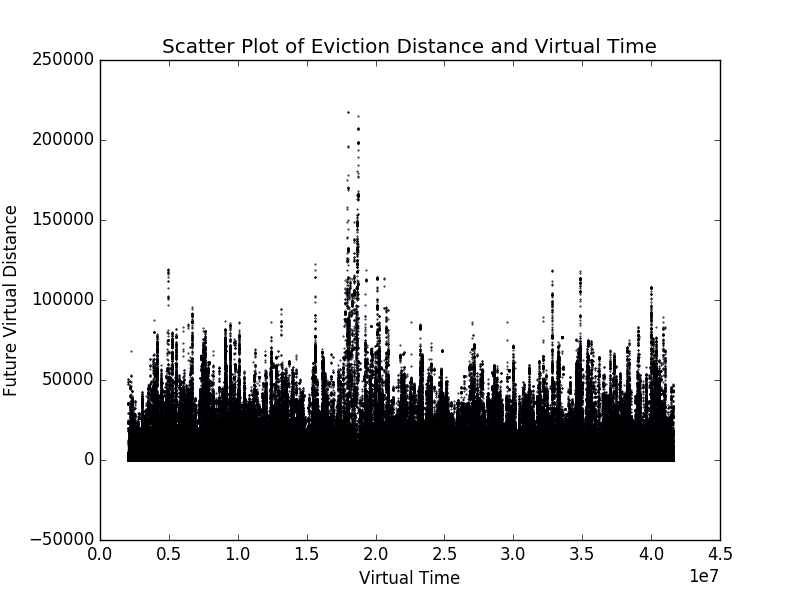 Scatter Plot of Eviction Distance and Virtual Time
250000
200000
150000
100000
50000
0
−50000
Future Virtual Distance
0.0 0.5 1.0 1.5 2.0 2.5 3.0 3.5 4.0 4.5
1e7
Virtual Time